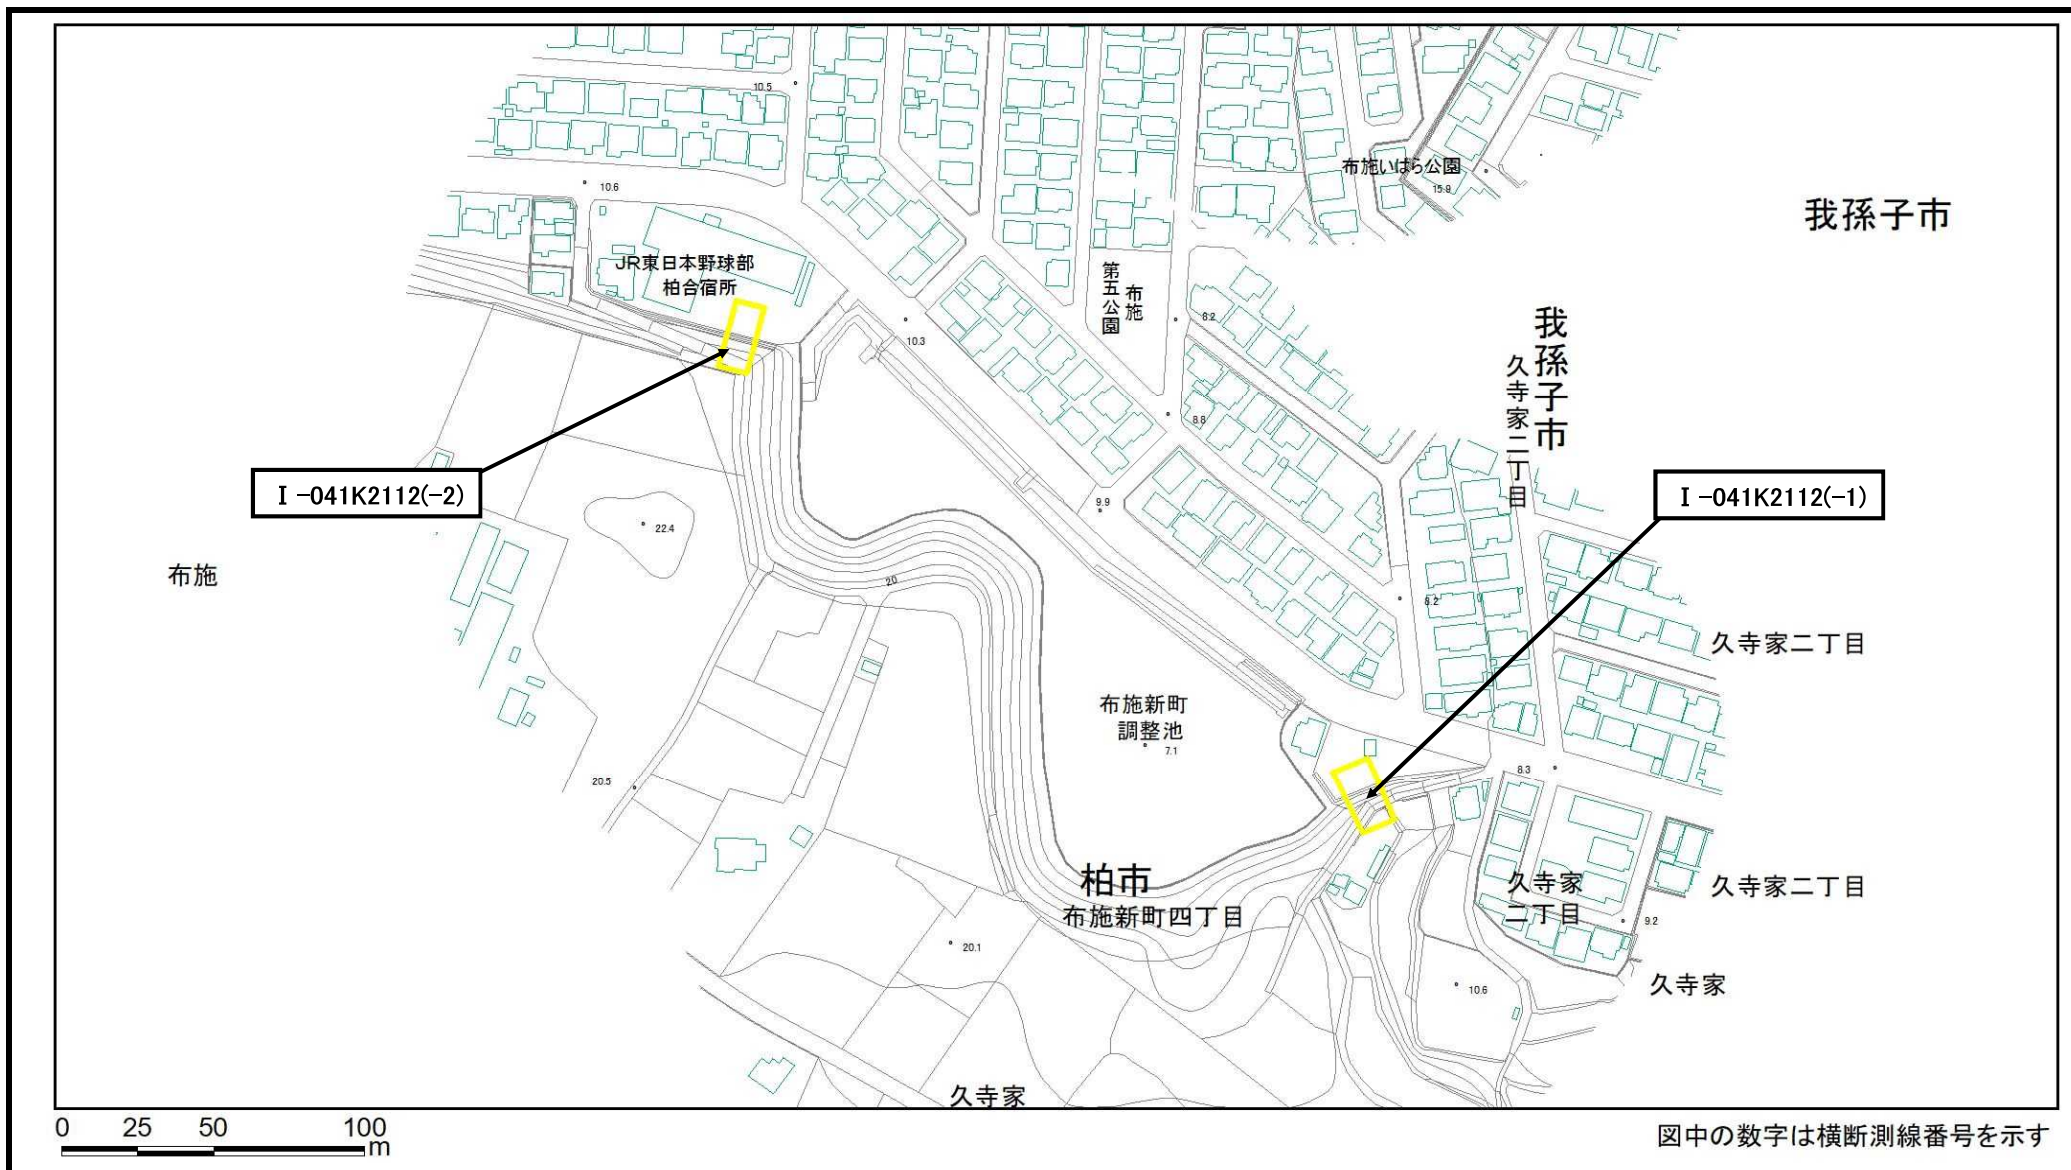 10.5
布施いばら公園
15.9
10.6
我孫子市
JR東日本野球部
柏合宿所
第五公園
布施
8.2
我孫子市
久寺家二丁目
10.3
8.8
Ⅰ-041K2112(-2)
Ⅰ-041K2112(-1)
9.9
22.4
布施
20
8.2
久寺家二丁目
布施新町
調整池
7.1
20.5
8.3
柏市
布施新町四丁目
久寺家
二丁目
久寺家二丁目
9.2
20.1
10.6
久寺家
久寺家
0 25 50 100
m
図中の数字は横断測線番号を示す